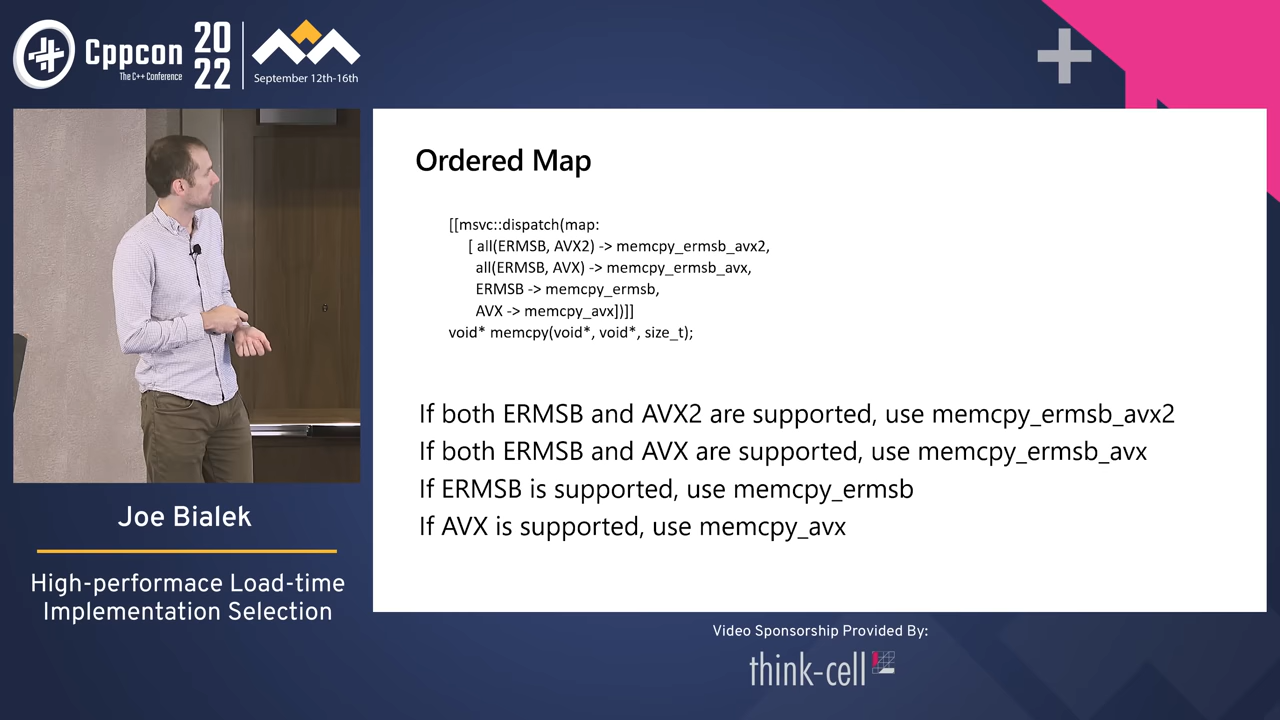 Cppcon
The C++ Conference
20
22
September 12th-16th
Ordered Map
[[msvc::dispatch(map:
[ all(ERMSB, AVX2) -> memcpy_ermsb_avx2,
all(ERMSB, AVX) -> memcpy_ermsb_avx,
ERMSB -> memcpy_ermsb,
AVX -> memcpy_avx])]]
void* memcpy(void*, void*, size_t);
If both ERMSB and AVX2 are supported, use memcpy_ermsb_avx2
If both ERMSB and AVX are supported, use memcpy_ermsb_avx
If ERMSB is supported, use memcpy_ermsb
If AVX is supported, use memcpy_avx
Joe Bialek
High-performace Load-time
Implementation Selection
Video Sponsorship Provided By:
think-cell